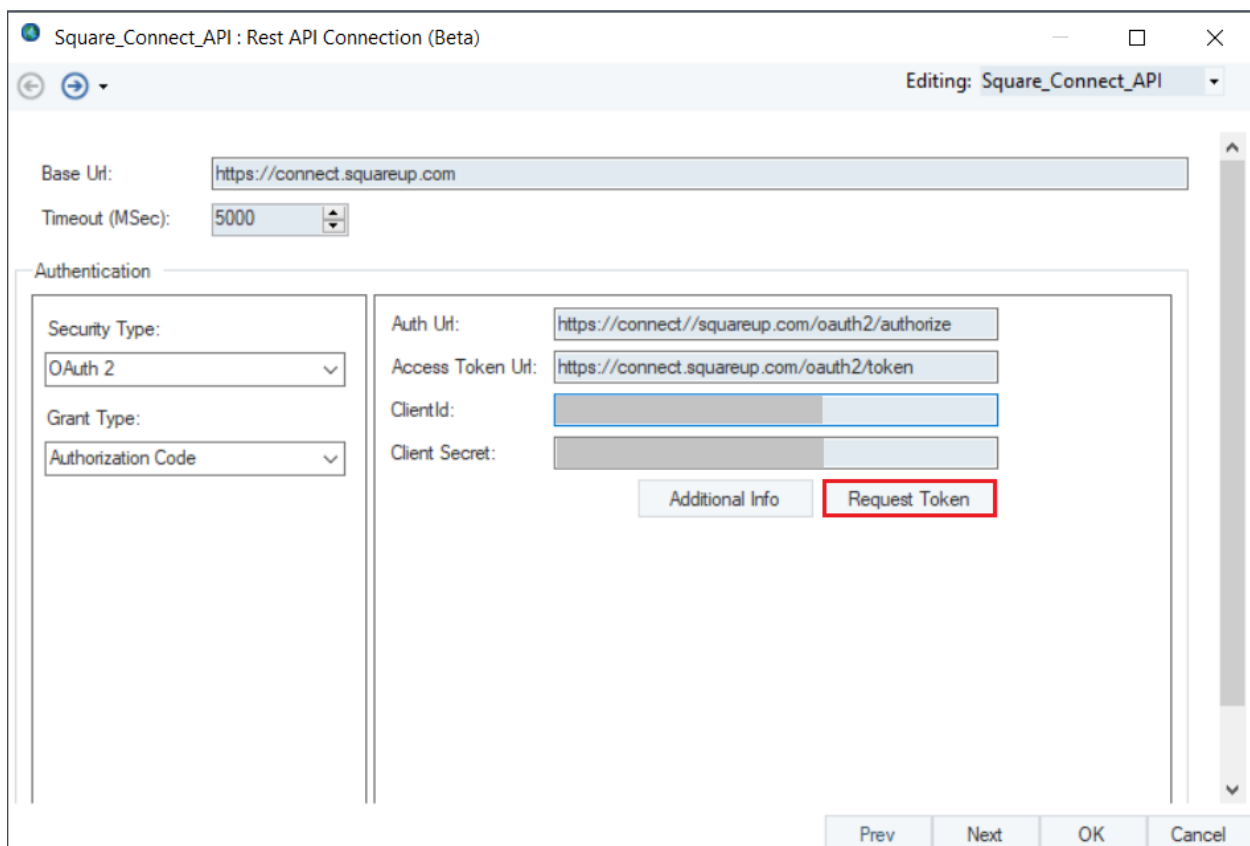 Square_Connect_API : Rest API Connection (Beta)
Editing: Square_Connect_API
Base Url: https://connect.squareup.com
Timeout (MSec): 5000
Authentication
Security Type:
OAuth 2
Grant Type:
Authorization Code
Auth Url: https://connect//squareup.com/oauth2/authorize
Access Token Url: https://connect.squareup.com/oauth2/token
ClientId:
Client Secret:
Additional Info Request Token
Prev Next OK Cancel